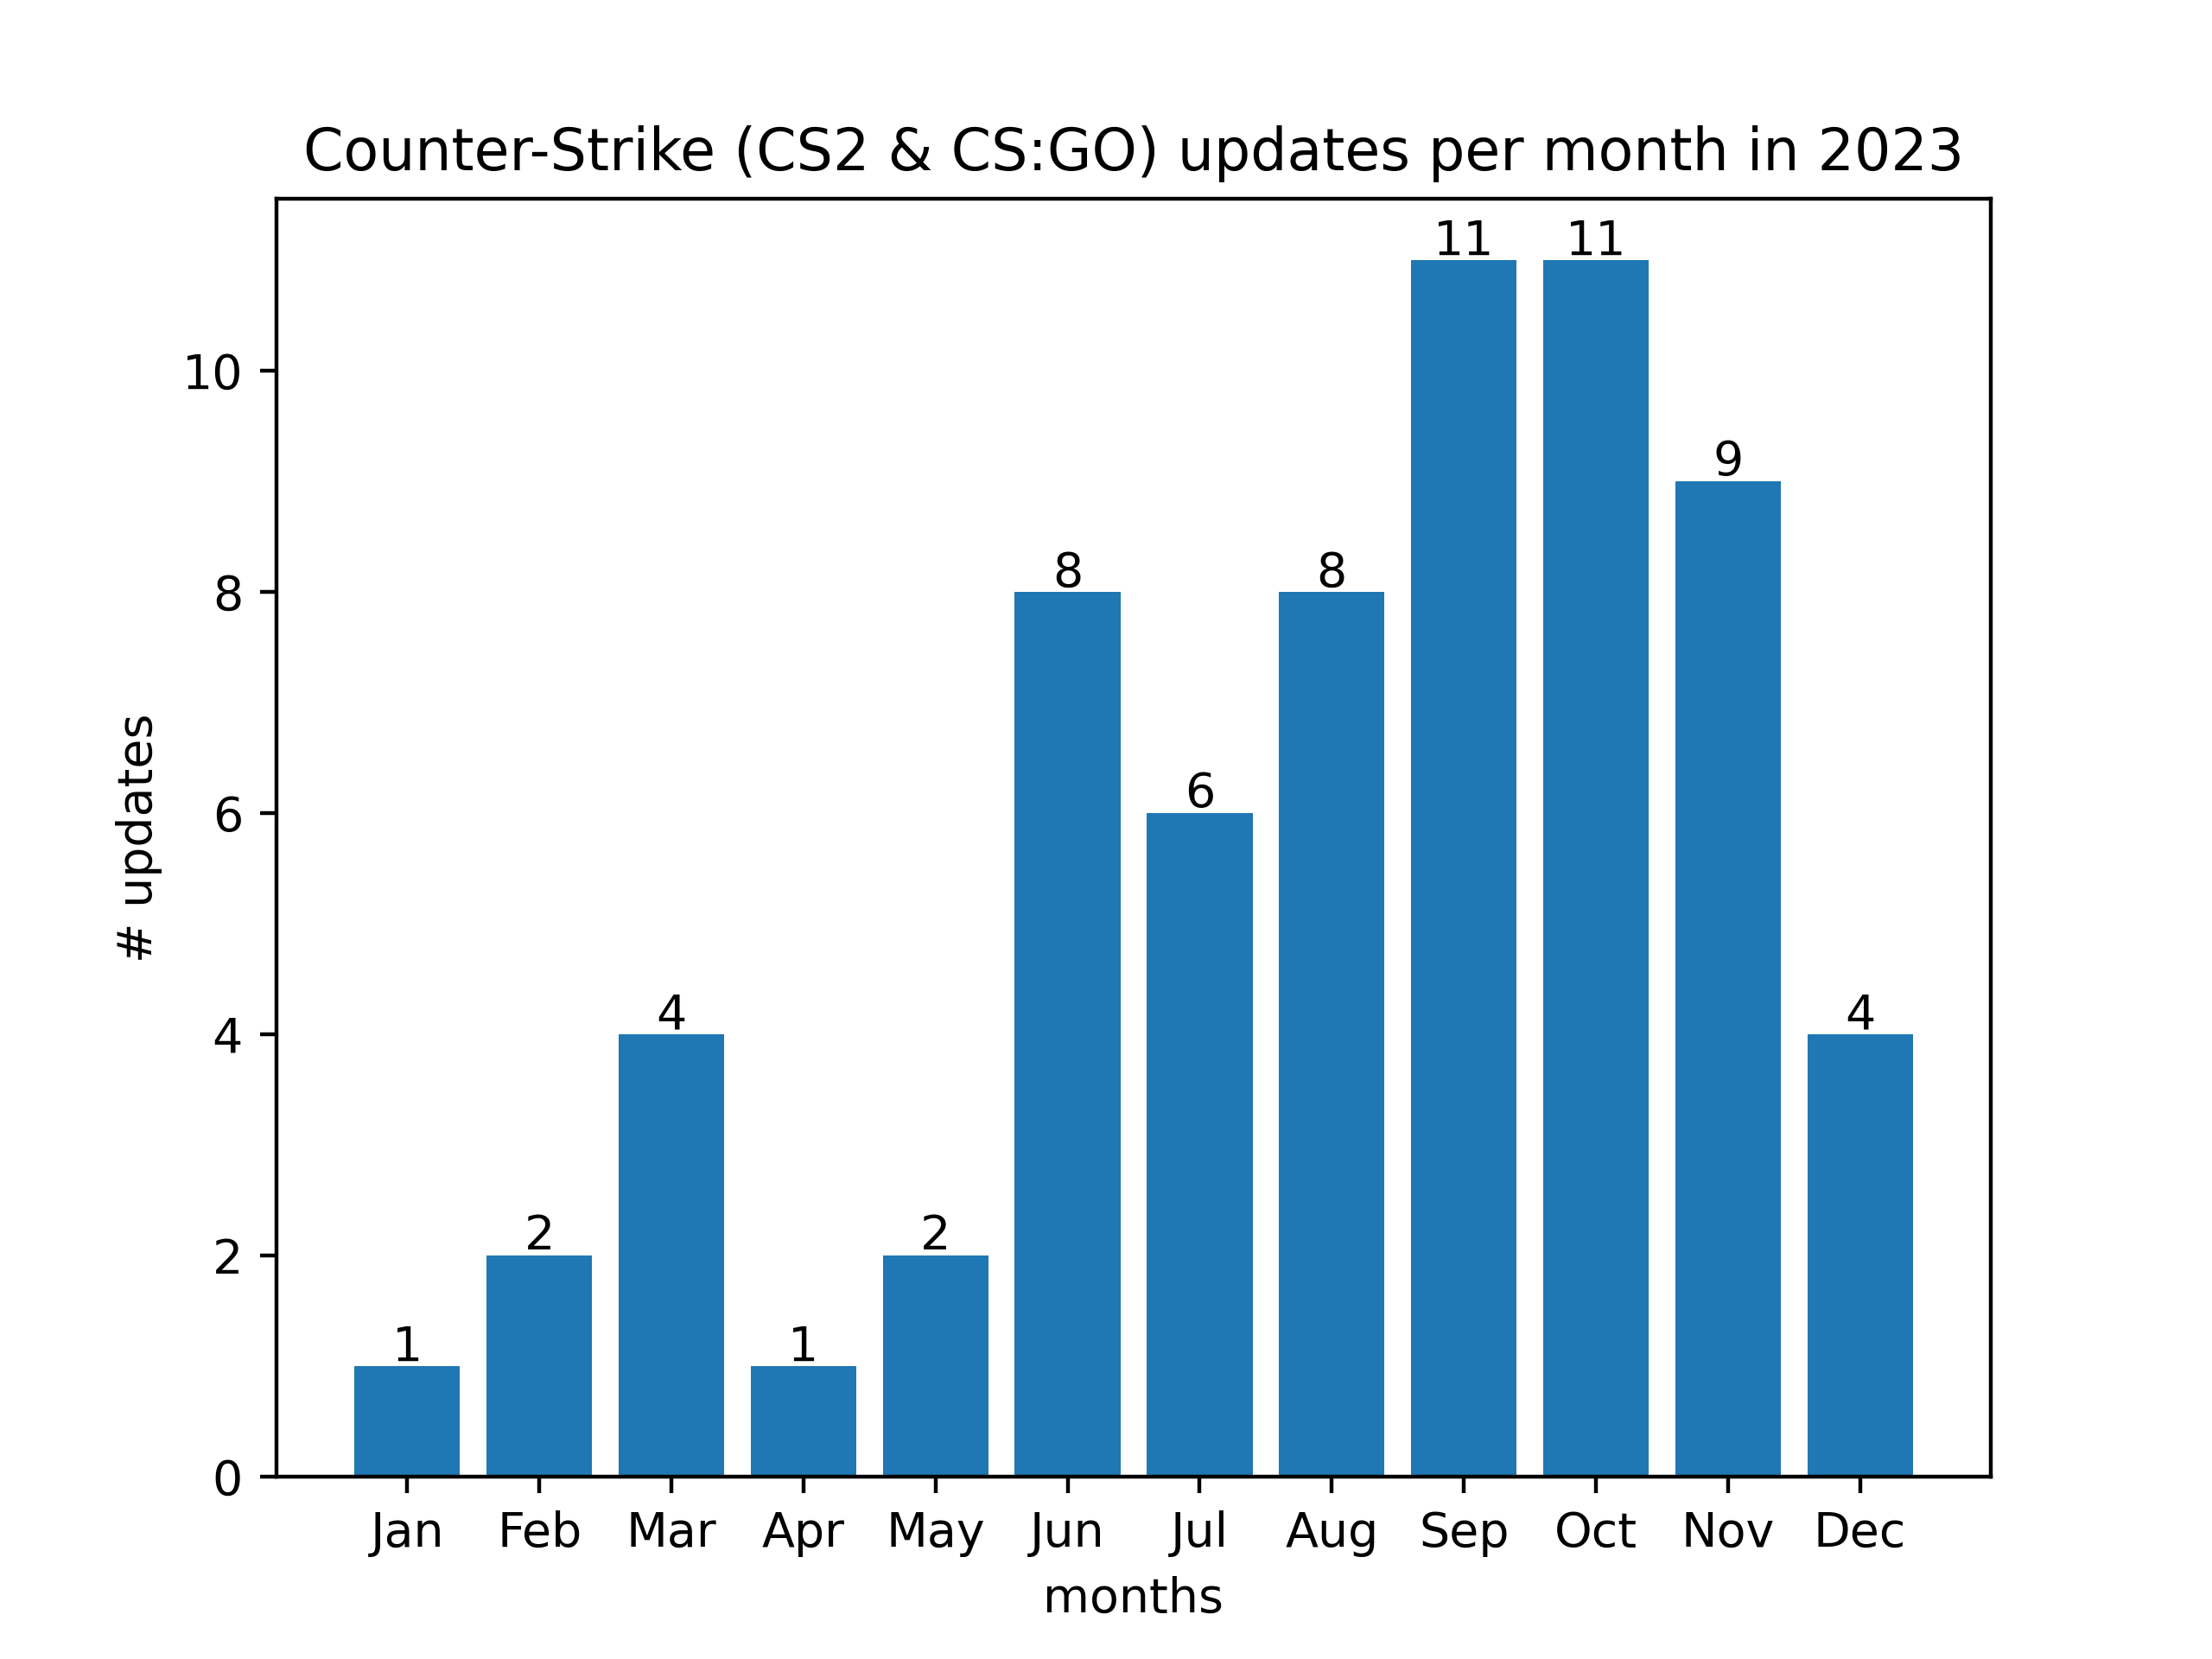 Counter-Strike (CS2 & CS:GO) updates per month in 2023
11 11
10
9
8 8 8
6 6
# updates
4 4 4
2 2 2
1 1
0
Jan Feb Mar Apr May Jun Jul Aug Sep Oct Nov Dec
months